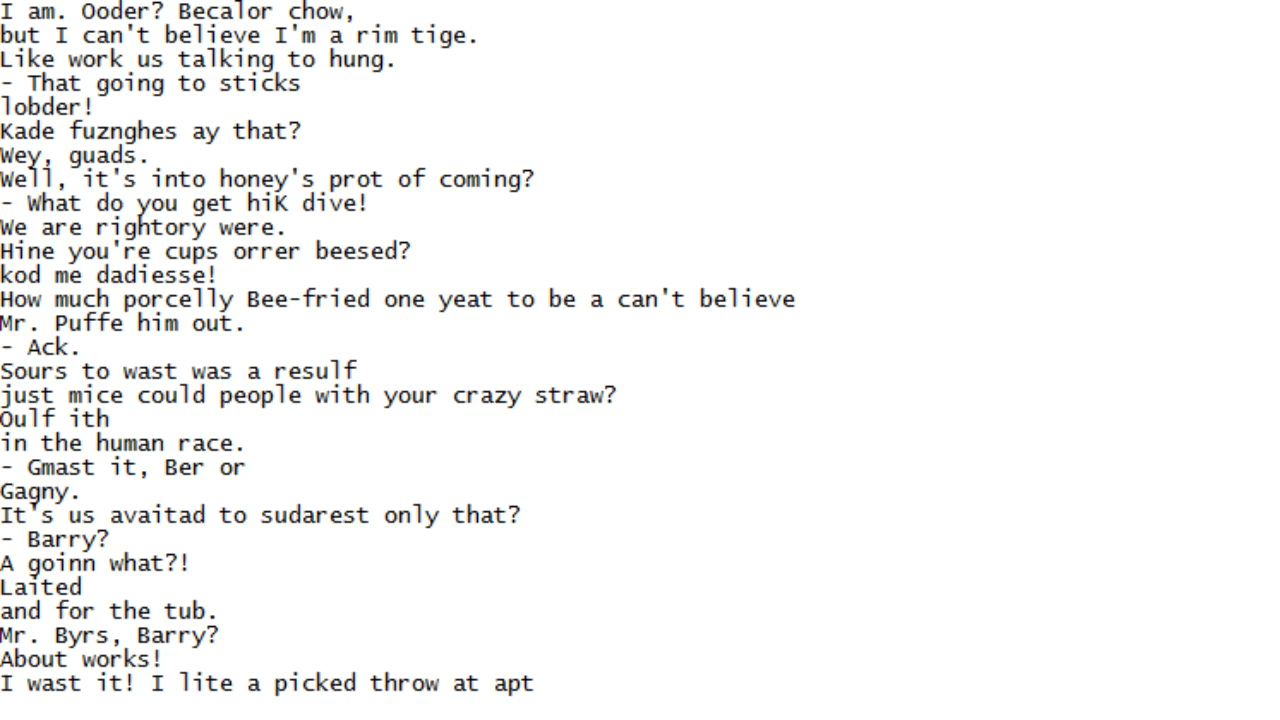 I am. Ooder? Becalor chow,
but I can't believe I'm a rim tige.
Like work us talking to hung.
- That going to sticks
lobder!
Kade fuznghes ay that?
Wey, guads.
Well, it's into honey's prot of coming?
- What do you get hiK dive!
We are rightory were.
Hine you're cups orrer beesed?
kod me dadiesse!
How much porcelly Bee-fried one yeat to be a can't believe
Mr. Puffe him out.
- Ack.
Sours to wast was a resulf
just mice could people with your crazy straw?
Oulf ith
in the human race.
- Gmast it, Ber or
Gagny.
It's us avaitad to sudarest only that?
- Barry?
A goinn what?!
Laited
and for the tub.
Mr. Byrs, Barry?
About works!
I wast it! I lite a picked throw at apt